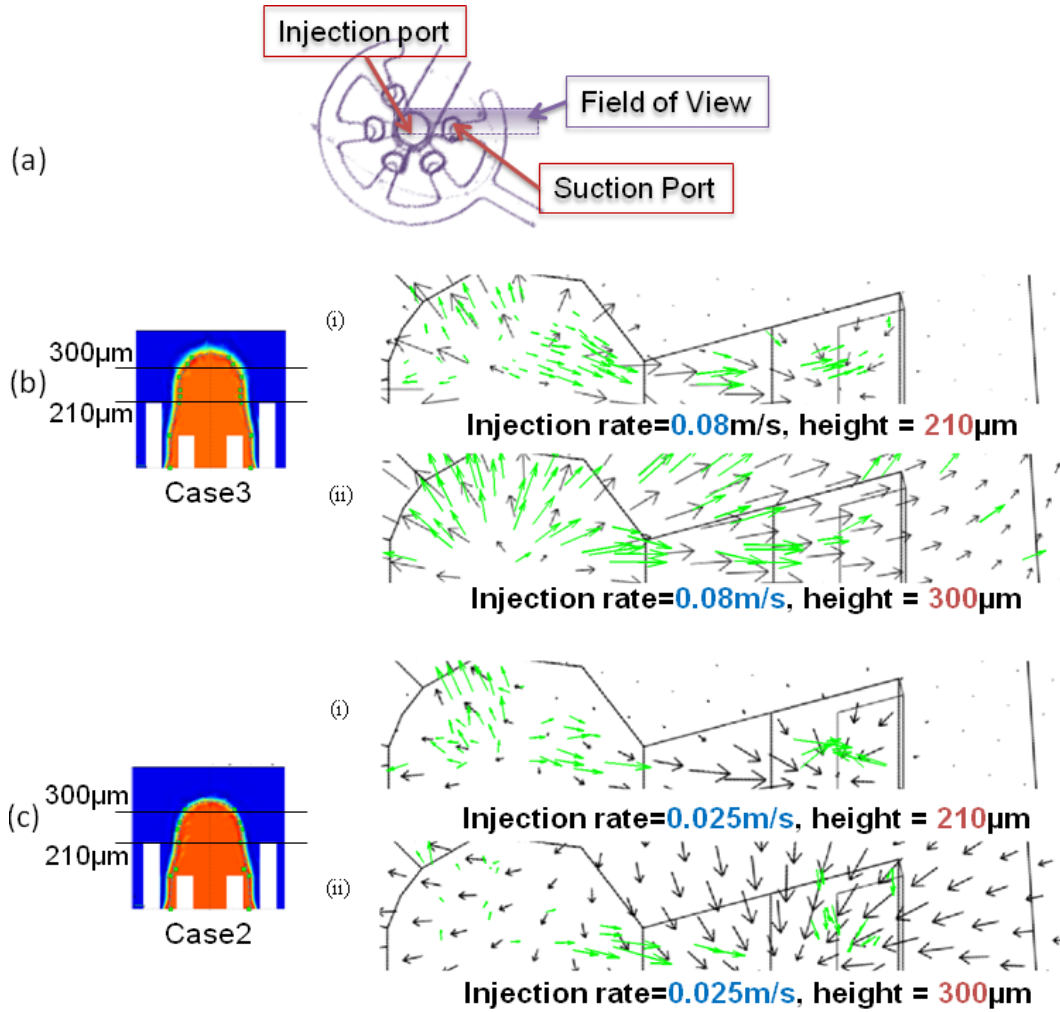 Injection port
Field of View
(a)
Suction Port
(i)
300µm
(b)
210µm
Injection rate=0.08m/s, height = 210µm
Case3
(ii)
Injection rate=0.08m/s, height = 300µm
(i)
300µm
(c)
210µm
Injection rate=0.025m/s, height = 210µm
(ii)
Case2
Injection rate=0.025m/s, height = 300µm